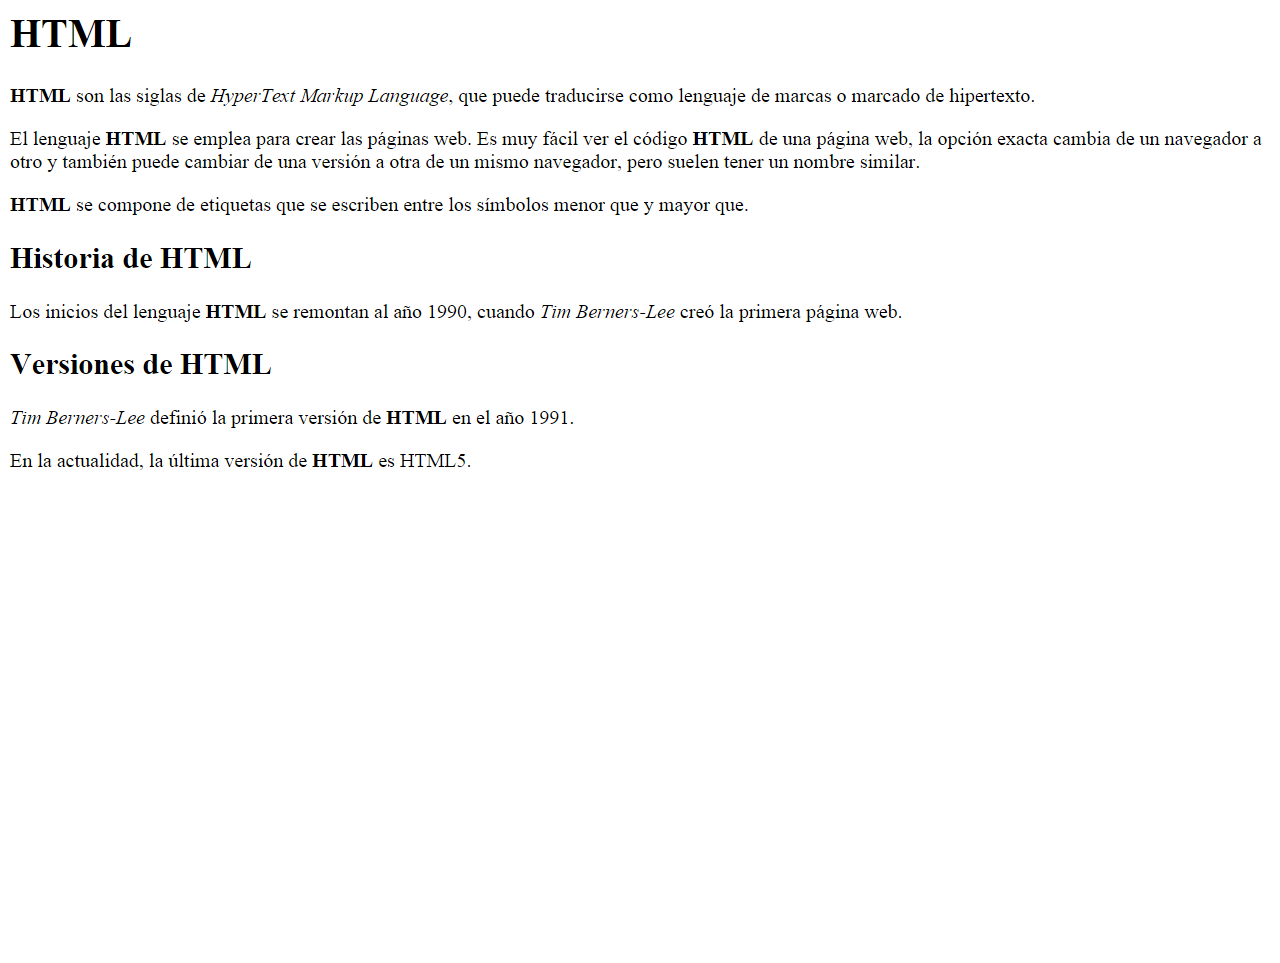 HTML
HTML son las siglas de HyperText Markup Language, que puede traducirse como lenguaje de marcas o marcado de hipertexto.
El lenguaje HTML se emplea para crear las páginas web. Es muy fácil ver el código HTML de una página web, la opción exacta cambia de un navegador a
otro y también puede cambiar de una versión a otra de un mismo navegador, pero suelen tener un nombre similar.
HTML se compone de etiquetas que se escriben entre los símbolos menor que y mayor que.
Historia de HTML
Los inicios del lenguaje HTML se remontan al año 1990, cuando Tim Berners-Lee creó la primera página web.
Versiones de HTML
Tim Berners-Lee definió la primera versión de HTML en el año 1991.
En la actualidad, la última versión de HTML es HTML5.